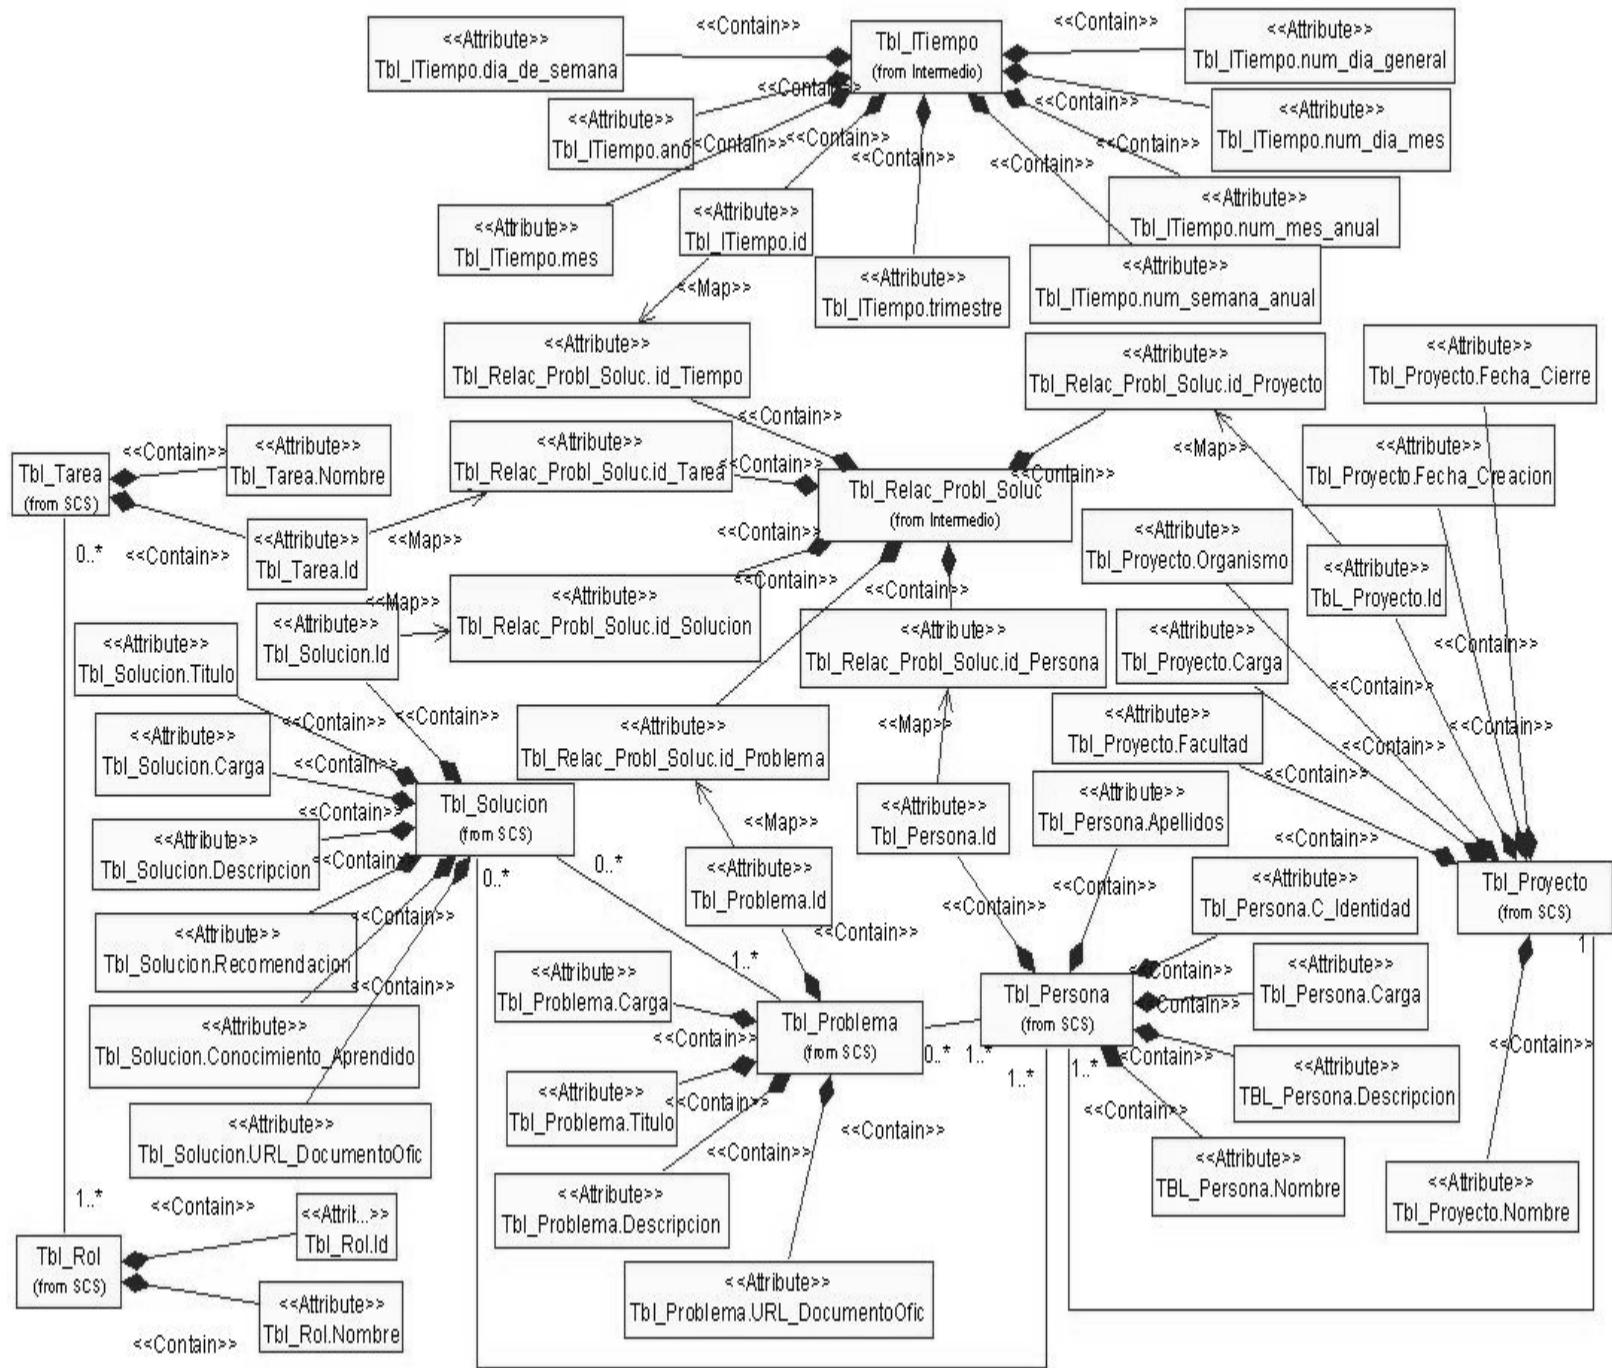 <<Contain>>
<<Contain>>
<<Attribute>>
Tbl_ITiempo.dia_de_semana
Tbl_ITiempo
(from Intermedio)
<<Attribute>>
Tbl_ITiempo.num_dia_general
<<Contain>>
<<Contain>>
<<Attribute>>
Tbl_ITiempo.ano
<<Contain>>
<<Contain>>
<<Contain>>
<<Contain>>
<<Contain>>
<<Contain>>
<<Attribute>>
Tbl_ITiempo.num_dia_mes
<<Attribute>>
Tbl_ITiempo.mes
<<Attribute>>
Tbl_ITiempo.id
<<Attribute>>
Tbl_ITiempo.num_mes_anual
<<Attribute>>
Tbl_ITiempo.trimestre
<<Attribute>>
Tbl_ITiempo.num_semana_anual
<<Map>>
<<Attribute>>
Tbl_Relac_Probl_Soluc. id_Tiempo
<<Attribute>>
Tbl_Relac_Probl_Soluc.id_Proyecto
<<Attribute>>
Tbl_Proyecto.Fecha_Cierre
<<Contain>>
<<Map>>
<<Attribute>>
Tbl_Proyecto.Fecha_Creacion
Tbl_Tarea
(from SCS)
<<Contain>>
<<Attribute>>
Tbl_Tarea.Nombre
<<Attribute>>
Tbl_Relac_Probl_Soluc.id_Tarea
<<Contain>>
<<Contain>>
Tbl_Relac_Probl_Soluc
(from Intermedio)
0..*
<<Contain>>
<<Attribute>>
Tbl_Tarea.Id
<<Map>>
<<Contain>>
<<Contain>>
<<Contain>>
<<Attribute>>
Tbl_Proyecto.Organismo
<<Attribute>>
TbL_Proyecto.Id
<<Map>>
<<Attribute>>
Tbl_Solucion.Id
<<Attribute>>
Tbl_Relac_Probl_Soluc.id_Solucion
<<Attribute>>
Tbl_Relac_Probl_Soluc.id_Persona
<<Attribute>>
Tbl_Proyecto.Carga
<<Attribute>>
Tbl_Solucion.Titulo
<<Contain>>
<<Contain>>
<<Contain>>
<<Contain>>
<<Contain>>
<<Contain>>
<<Attribute>>
Tbl_Solucion.Carga
<<Contain>>
<<Attribute>>
Tbl_Relac_Probl_Soluc.id_Problema
<<Map>>
<<Attribute>>
Tbl_Proyecto.Facultad
<<Contain>>
<<Contain>>
Tbl_Solucion
(from SCS)
<<Attribute>>
Tbl_Persona.Id
<<Attribute>>
Tbl_Persona.Apellidos
<<Attribute>>
Tbl_Solucion.Descripcion
<<Contain>>
0..*
0..*
<<Map>>
<<Contain>>
<<Attribute>>
Tbl_Problema.Id
<<Contain>>
<<Attribute>>
Tbl_Persona.C_Identidad
Tbl_Proyecto
(from SCS)
<<Attribute>>
Tbl_Solucion.Recomendacion
<<Contain>>
<<Contain>>
<<Contain>>
<<Contain>>
1..*
<<Contain>>
<<Contain>>
1
<<Attribute>>
Tbl_Problema.Carga
<<Attribute>>
Tbl_Persona.Carga
<<Attribute>>
Tbl_Solucion.Conocimiento_Aprendido
<<Contain>>
Tbl_Problema
(from SCS)
Tbl_Persona
(from SCS)
0..*
1..*
1..*
1..*
<<Contain>>
<<Contain>>
<<Attribute>>
TBL_Persona.Descripcion
<<Attribute>>
Tbl_Problema.Titulo
<<Contain>>
<<Contain>>
<<Contain>>
<<Contain>>
<<Attribute>>
Tbl_Solucion.URL_DocumentoOfic
<<Attribute>>
TBL_Persona.Nombre
<<Attribute>>
Tbl_Problema.Descripcion
<<Attribute>>
Tbl_Proyecto.Nombre
1..*
<<Contain>>
<<Attrit...>>
Tbl_Rol.Id
Tbl_Rol
(from SCS)
<<Attribute>>
Tbl_Problema.URL_DocumentoOfic
<<Attribute>>
Tbl_Rol.Nombre
<<Contain>>